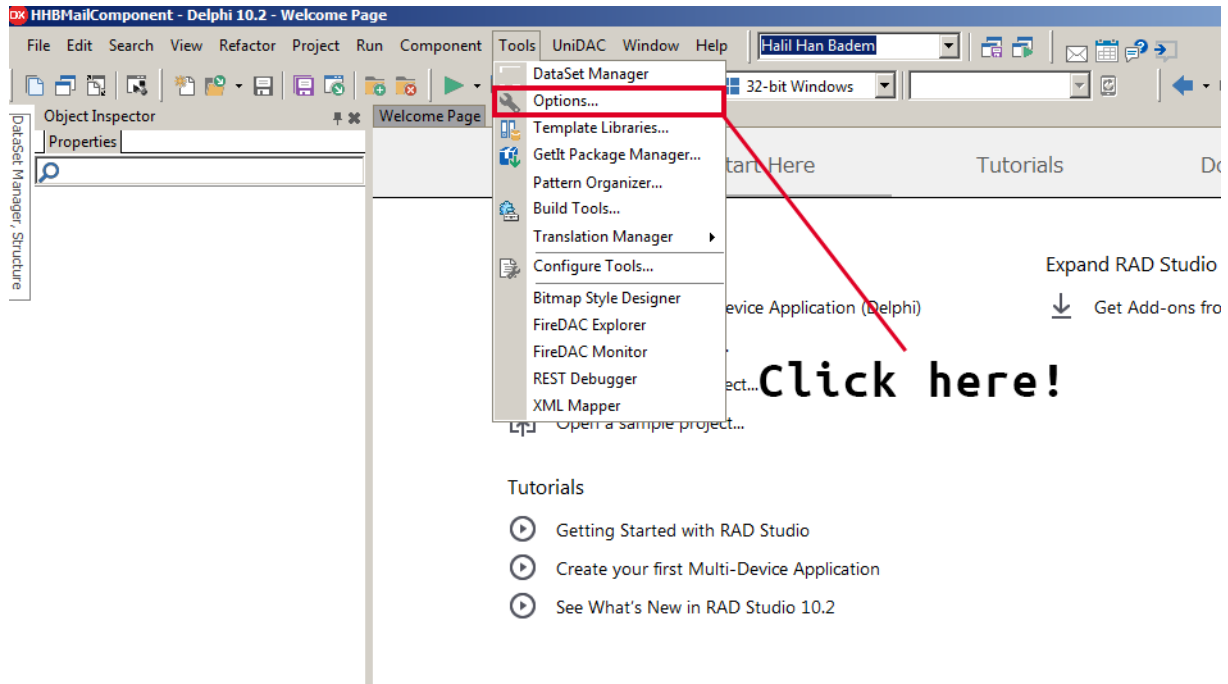 HHBMailComponent - Delphi 10.2 - Welcome Page
File Edit Search View Refactor Project Run Component Tools UniDAC Window Help Halil Han Badem
32-bit Windows
DataSet Manager
Options...
Template Libraries...
GetIt Package Manager...
Pattern Organizer...
Build Tools...
Translation Manager
Configure Tools...
Bitmap Style Designer
FireDAC Explorer
FireDAC Monitor
REST Debugger
XML Mapper
DataSet Manager, Structure
Object Inspector
Properties
Welcome Page
tart Here Tutorials
Expand RAD Studio
evice Application (Delphi)
Get Add-ons fro
ect...
Click here!
Open a sample project...
Tutorials
Getting Started with RAD Studio
Create your first Multi-Device Application
See What's New in RAD Studio 10.2